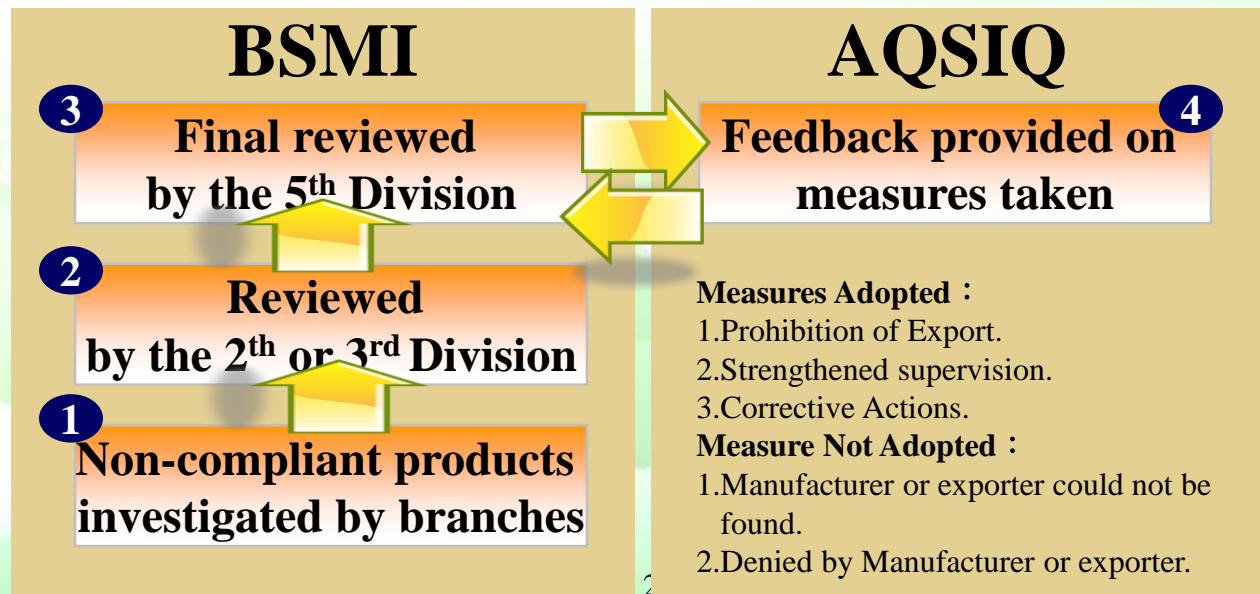 BSMI
3
Final reviewed
by the 5th Division
2
Reviewed
by the 2th or 3rd Division
1
Non-compliant products
investigated by branches
AQSIQ
4
Feedback provided on
measures taken
Measures Adopted：
1.Prohibition of Export.
2.Strengthened supervision.
3.Corrective Actions.
Measure Not Adopted：
1.Manufacturer or exporter could not be
found.
2.Denied by Manufacturer or exporter.